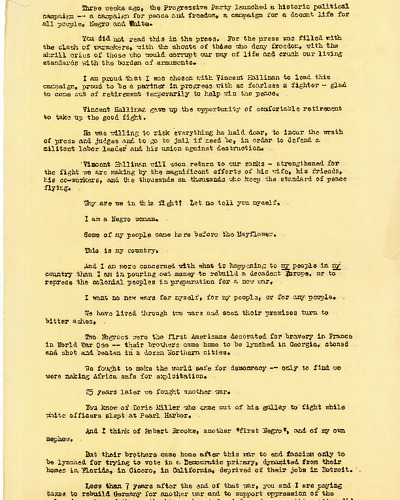 Three weeks ago, the Progressive Party launched a historic political
campaign -- a campaign for peace and freedom, a campaign for a decent life for
all people, Negro and White.
You did not read this in the press. For the press was filled with
the clash of warmakers, with the shouts of those who deny freedom, with the
shrill cries of those who would corrupt our way of life and crush our living
standards with the burden of armaments.
I am proud that I was chosen with Vincent Hallinan to lead this
campaign, proud to be a partner in progress with so fearless a fighter - glad
to come out of retirement temporarily to help win the peace.
Vincent Hallinan gave up the opportunity of comfortable retirement
to take up the good fight.
He was willing to risk everything he held dear, to incur the wrath
of press and judges and to go to jail if need be, in order to defend a
militant labor leader and his union against destruction.
Vincent Hallinan will soon return to our ranks - strengthened for
the fight we are making by the magnificent efforts of his wife, his friends,
his co-workers, and the thousands on thousands who keep the standard of peace
flying.
Why are we in this fight? Let me tell you myself.
I am a Negro woman.
Some of my people came here before the Mayflower.
This is my country.
And I am more concerned with what is happening to my people in my
country than I am in pouring out money to rebuild a decadent Europe, or to
repress the colonial peoples in preparation for a new war.
I want no new wars for myself, for my people, or for any people.
We have lived through two wars and seen their promises turn to
bitter ashes.
Two Negroes were the first Americans decorated for bravery in France
in World War One -- their brothers came home to be lynched in Georgia, stoned
and shot and beaten in a dozen Northern cities.
We fought to make the world safe for democracy -- only to find we
were making Africa safe for exploitation.
25 years later we fought another war.
You know of Dorie Miller who came out of his galley to fight while
white officers slept at Pearl Harbor.
And I think of Robert Brooks, another "first Negro", and of my own
nephew.
But their brothers came home after this war to end fascism only to
be lynched for trying to vote in a Democratic primary, dynamited from their
homes in Florida, in Cicero, in California, deprived of their jobs in Detroit.
Less than 7 years after the end of that war, you and I are paying
taxes to rebuild Germany for another war and to support oppression of the